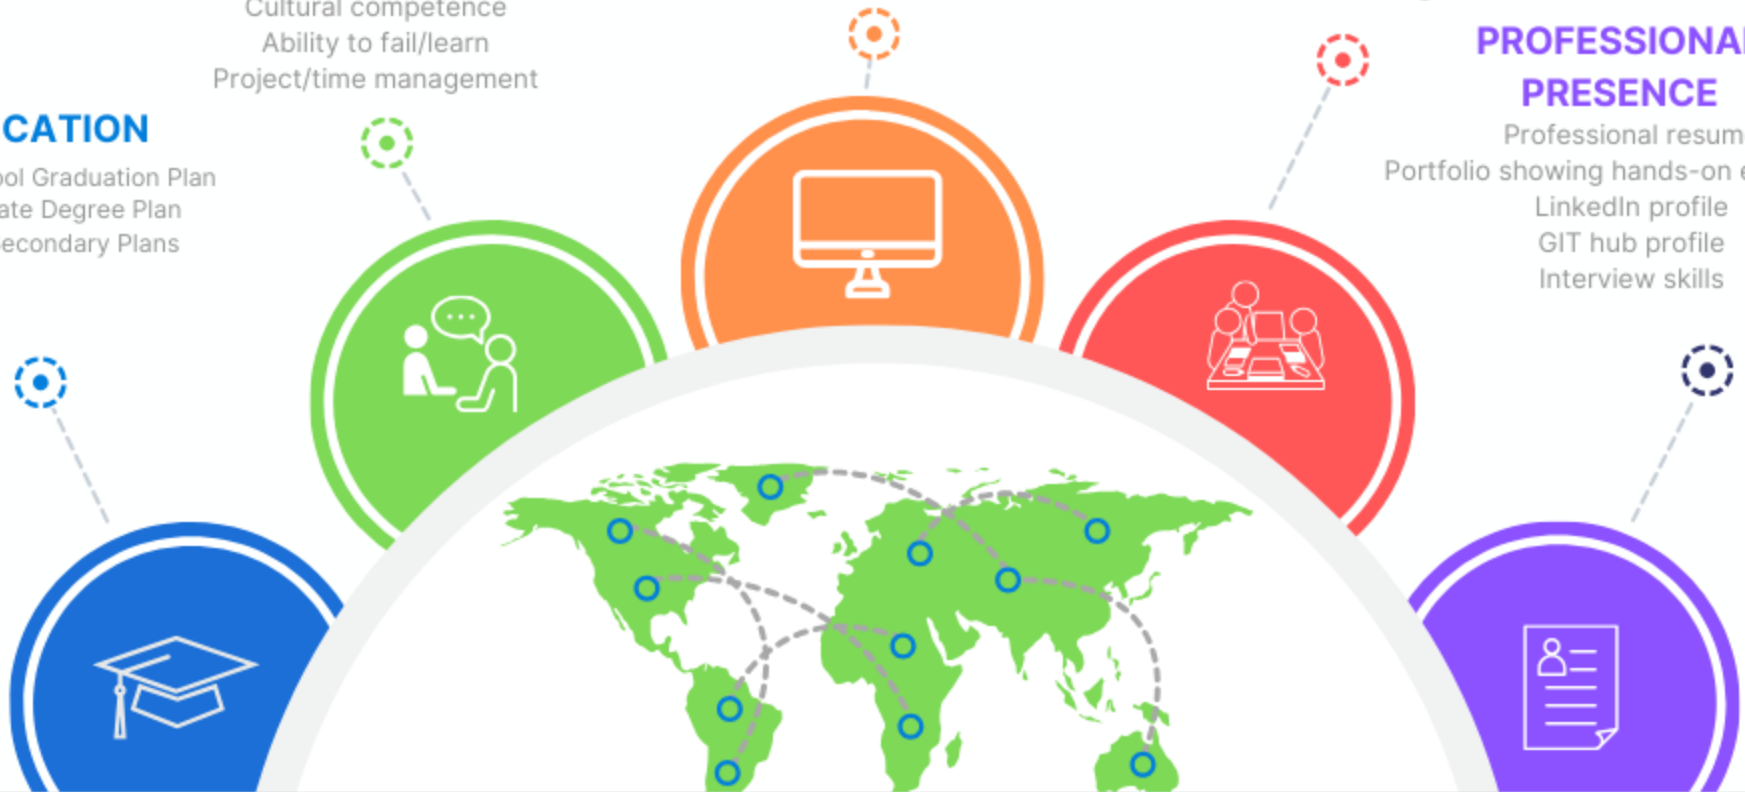 Cultural competence
Ability to fail/learn
Project/time management
CATION
ool Graduation Plan
ate Degree Plan
econdary Plans
PROFESSIONA
PRESENCE
Professional resum
Portfolio showing hands-on e
LinkedIn profile
GIT hub profile
Interview skills